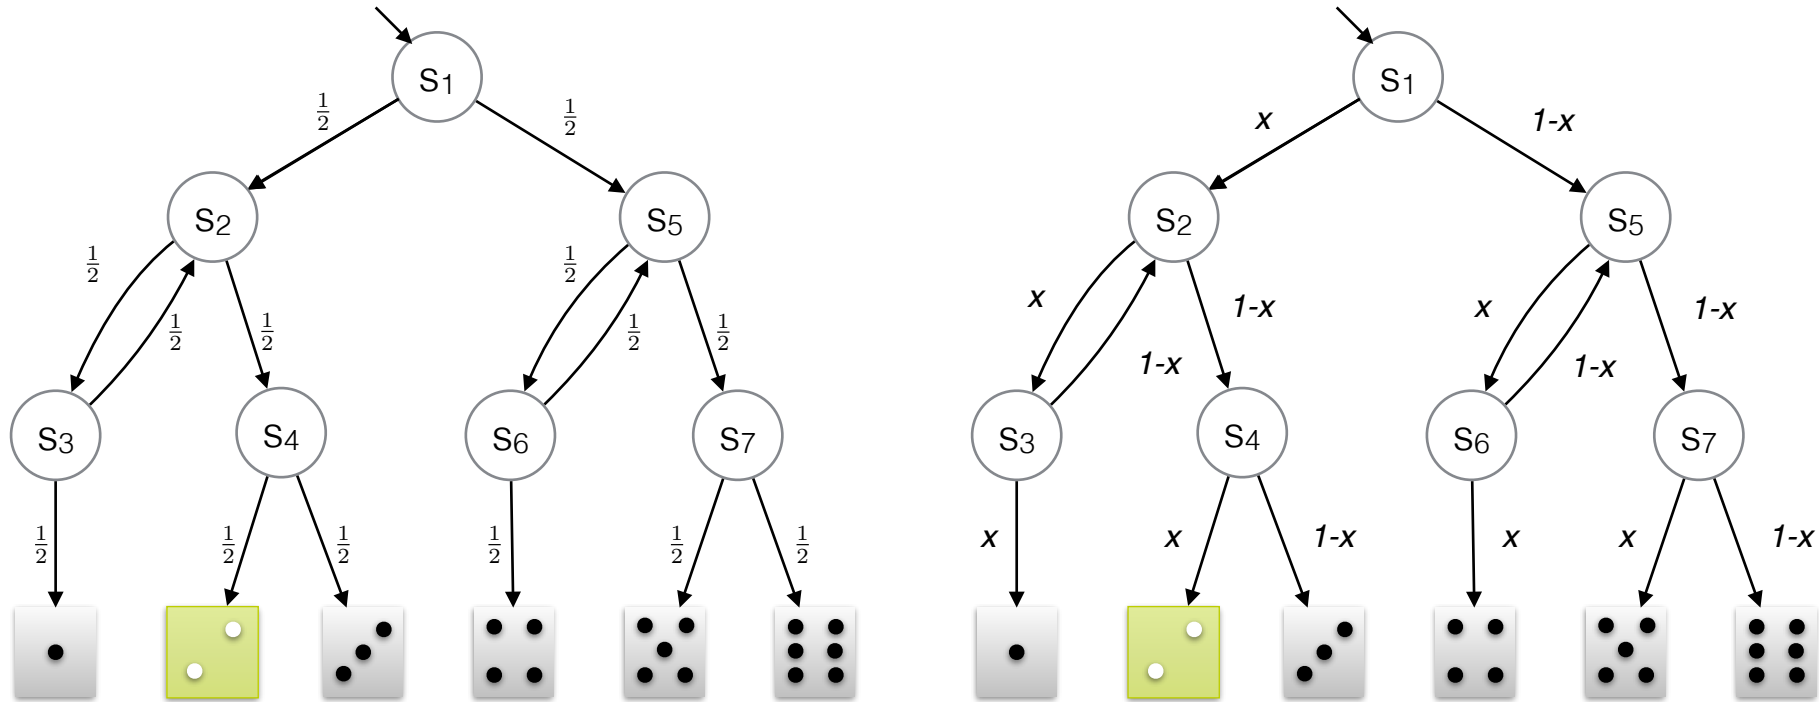 S1 S1
½ ½ x 1-x
S2 S5 S2 S5
½ ½ ½ ½ ½ ½ x 1-x 1-x x 1-x 1-x
S3 S4 S6 S7 S3 S4 S6 S7
½ ½ ½ ½ ½ ½ x x 1-x x x 1-x